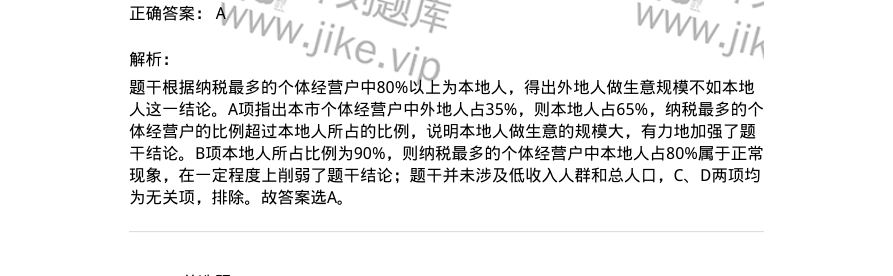 正确答案： A
刷题库
www.jike.vip
www.ji
解析：
题干根据纳税最多的个体经营户中80%以上为本地人，得出外地人做生意规模不如本地
人这一结论。A项指出本市个体经营户中外地人占35%，则本地人占65%，纳税最多的个
体经营户的比例超过本地人所占的比例，说明本地人做生意的规模大，有力地加强了题
干结论。B项本地人所占比例为90%，则纳税最多的个体经营户中本地人占80%属于正常
现象，在一定程度上削弱了题干结论；题干并未涉及低收入人群和总人口，C、D两项均
为无关项，排除。故答案选A。